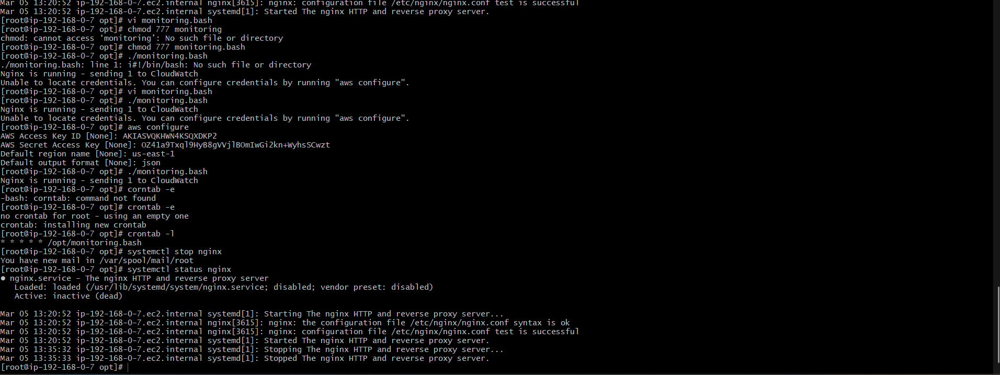 Mar 05 13:20:52 ip-192-168-0-7.ec2.internal nginx[3615]: nginx: configuration file /etc/nginx/nginx.conf test is successful
Mar 05 13:20:52 ip-192-168-0-7.ec2.internal systemd[1]: Started The nginx HTTP and reverse proxy server.
[root@ip-192-168-0-7 opt]# vi monitoring.bash
[root@ip-192-168-0-7 opt]# chmod 777 monitoring
chmod: cannot access ‘monitoring’: No such file or directory
[root@ip-192-168-0-7 opt]# chmod 777 monitoring.bash
[root@ip-192-168-0-7 opt]# ./monitoring.bash
./monitoring.bash: line 1: i#!/bin/bash: No such file or directory
Nginx is running - sending 1 to CloudWatch
Unable to locate credentials. You can configure credentials by running "aws configure".
[root@ip-192-168-0-7 opt]# vi monitoring.bash
[root@ip-192-168-0-7 opt]# ./monitoring.bash
Nginx is running - sending 1 to CloudWatch
Unable to locate credentials. You can configure credentials by running "aws configure".
[root@ip-192-168-0-7 opt]# aws configure
AWS Access Key ID [None]: AKIASVQKHWN4KSQXDKP2
AWS Secret Access Key [None]:
Default region name [None]: us-east-1
Default output format [None]: json
[root@ip-192-168-0-7 opt]# ./monitoring.bash
Nginx is running - sending 1 to CloudWatch
[root@ip-192-168-0-7 opt]# corntab -e
-bash: corntab: command not found
[root@ip-192-168-0-7 opt]# crontab -e
no crontab for root - using an empty one
crontab: installing new crontab
[root@ip-192-168-0-7 opt]# crontab -l
* * * * * /opt/monitoring.bash
[root@ip-192-168-0-7 opt]# systemctl stop nginx
You have new mail in /var/spool/mail/root
[root@ip-192-168-0-7 opt]# systemctl status nginx
● nginx.service - The nginx HTTP and reverse proxy server
Loaded: loaded (/usr/lib/systemd/system/nginx.service; disabled; vendor preset: disabled)
Active: inactive (dead)
Mar 05 13:20:52 ip-192-168-0-7.ec2.internal systemd[1]: Starting The nginx HTTP and reverse proxy server...
Mar 05 13:20:52 ip-192-168-0-7.ec2.internal nginx[3615]: nginx: the configuration file /etc/nginx/nginx.conf syntax is ok
Mar 05 13:20:52 ip-192-168-0-7.ec2.internal nginx[3615]: nginx: configuration file /etc/nginx/nginx.conf test is successful
Mar 05 13:20:52 ip-192-168-0-7.ec2.internal systemd[1]: Started The nginx HTTP and reverse proxy server.
Mar 05 13:35:32 ip-192-168-0-7.ec2.internal systemd[1]: Stopping The nginx HTTP and reverse proxy server...
Mar 05 13:35:33 ip-192-168-0-7.ec2.internal systemd[1]: Stopped The nginx HTTP and reverse proxy server.
[root@ip-192-168-0-7 opt]#